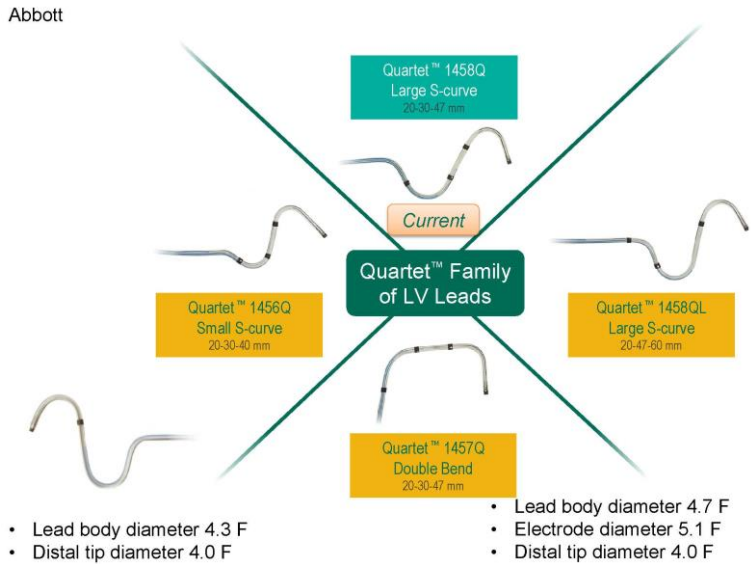 Abbott
Quartet™ 1458Q
Large S-curve
20-30-47 mm
Current
Quartet™ Family
of LV Leads
Quartet™ 1456Q
Small S-curve
20-30-40 mm
Quartet™ 1458QL
Large S-curve
20-47-60 mm
Quartet™ 1457Q
Double Bend
20-30-47 mm
• Lead body diameter 4.3 F
• Distal tip diameter 4.0 F
• Lead body diameter 4.7 F
• Electrode diameter 5.1 F
• Distal tip diameter 4.0 F